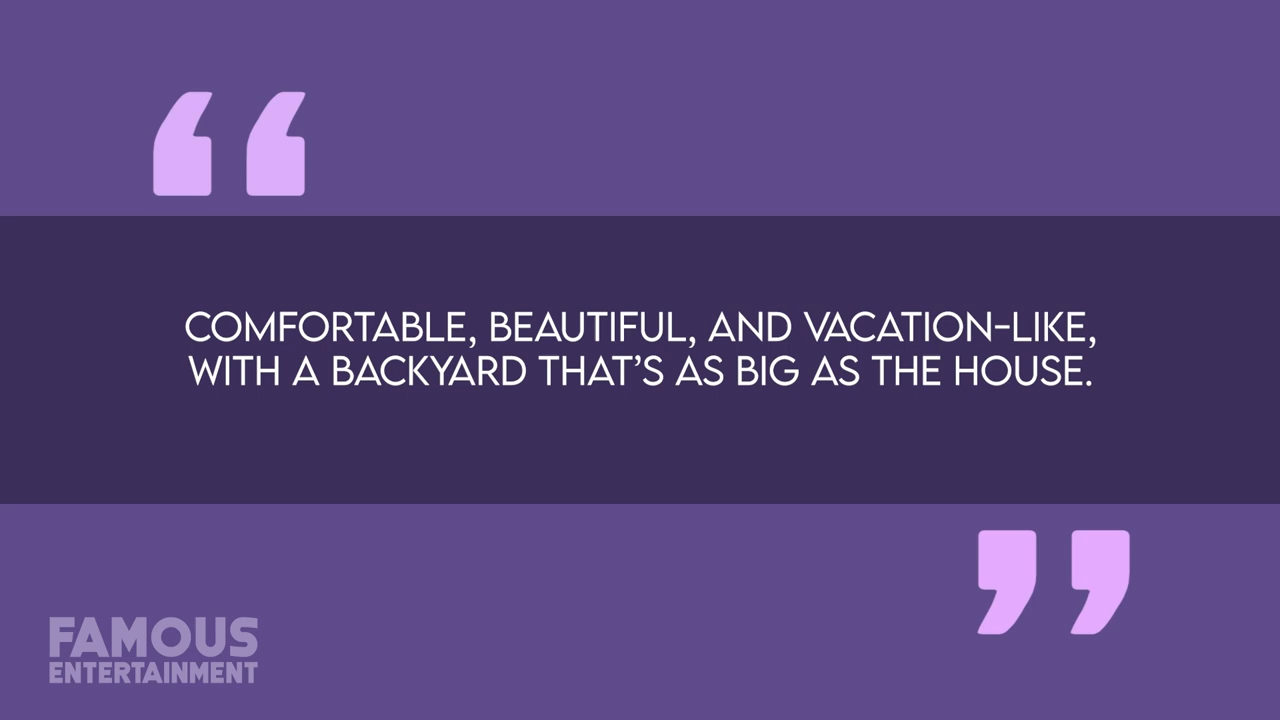 “
COMFORTABLE, BEAUTIFUL, AND VACATION-LIKE,
WITH A BACKYARD THAT’S AS BIG AS THE HOUSE.
”
FAMOUS
ENTERTAINMENT